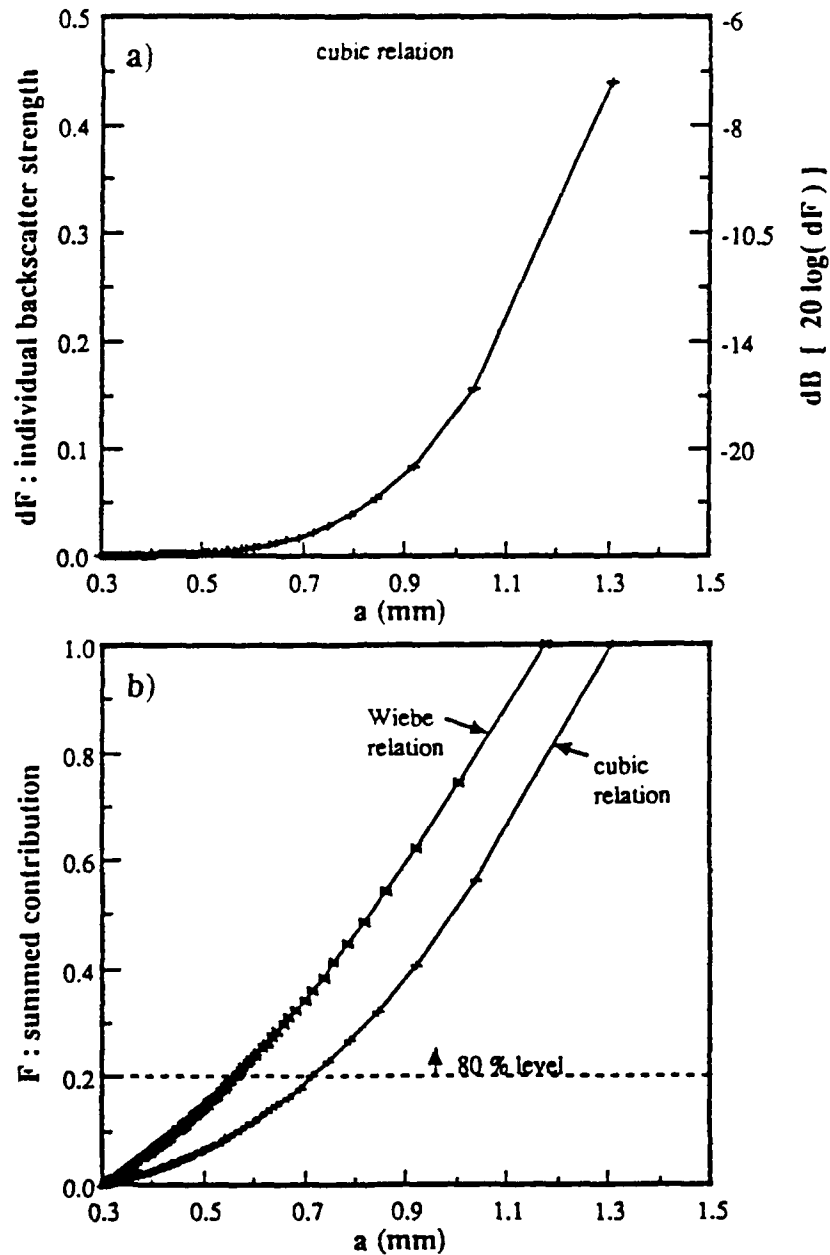 a)
cubic relation
dF : individual backscatter strength
0.5
0.4
0.3
0.2
0.1
0.0
-6
-8
-10.5
-14
-20
dB [ 20 log( dF ) ]
0.3 0.5 0.7 0.9 1.1 1.3 1.5
a (mm)
b)
Wiebe
relation
cubic
relation
80 % level
F : summed contribution
1.0
0.8
0.6
0.4
0.2
0.0
0.3 0.5 0.7 0.9 1.1 1.3 1.5
a (mm)